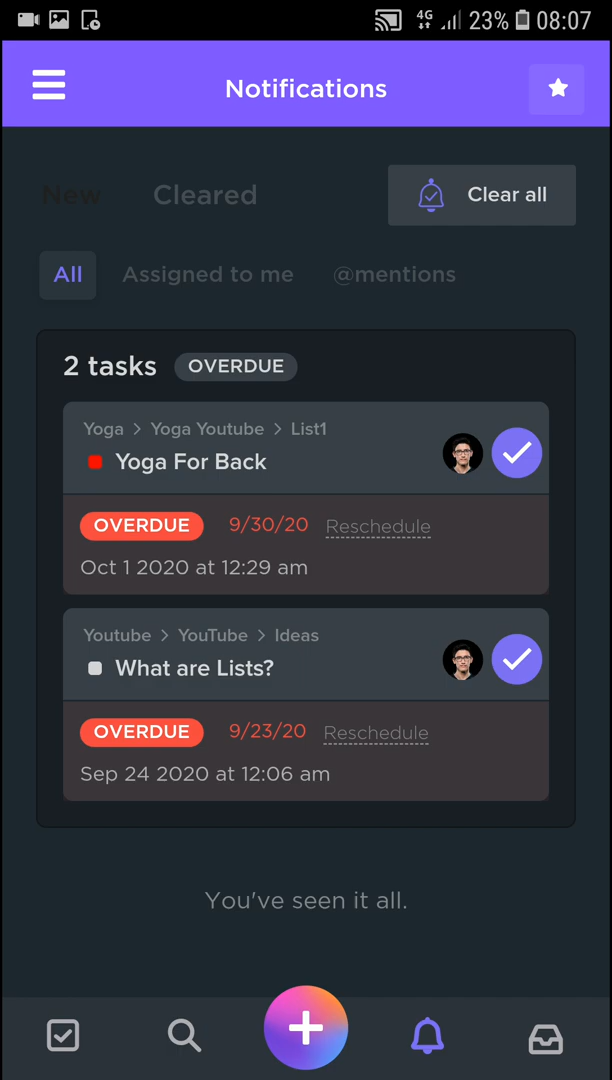 4G 23% 08:07
Notifications
New Cleared Clear all
All Assigned to me @mentions
2 tasks OVERDUE
Yoga > Yoga Youtube > List1
Yoga For Back
OVERDUE 9/30/20 Reschedule
Oct 1 2020 at 12:29 am
Youtube > YouTube > Ideas
What are Lists?
OVERDUE 9/23/20 Reschedule
Sep 24 2020 at 12:06 am
You've seen it all.